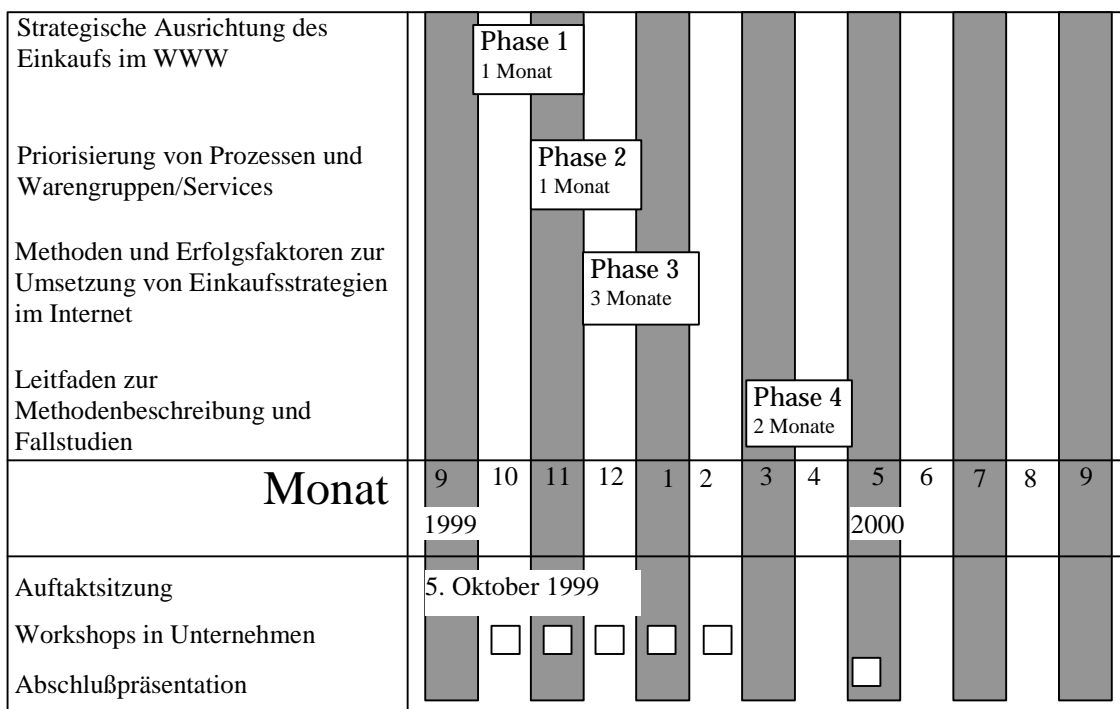 Strategische Ausrichtung des
Einkaufs im WWW
Phase 1
1 Monat
Priorisierung von Prozessen und
Warengruppen/Services
Phase 2
1 Monat
Methoden und Erfolgsfaktoren zur
Umsetzung von Einkaufsstrategien
im Internet
Phase 3
3 Monate
Leitfaden zur
Methodenbeschreibung und
Fallstudien
Phase 4
2 Monate
Monat 9 10 11 12 1 2 3 4 5 6 7 8 9
1999 2000
Auftaktsitzung 5. Oktober 1999
Workshops in Unternehmen
Abschlußpräsentation